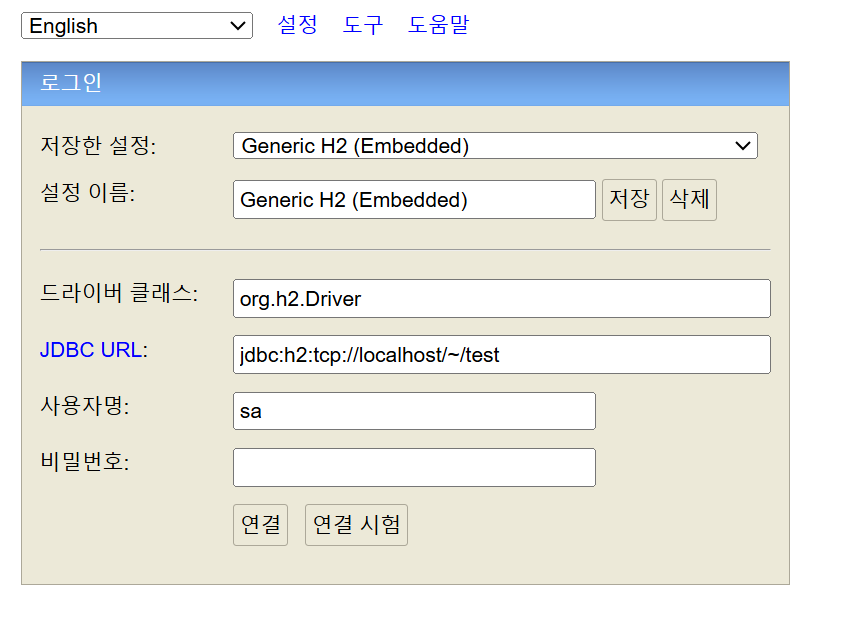 English 설정 도구 도움말
로그인
저장한 설정: Generic H2 (Embedded)
설정 이름: Generic H2 (Embedded) 저장 삭제
드라이버 클래스: org.h2.Driver
JDBC URL: jdbc:h2:tcp://localhost/~/test
사용자명: sa
비밀번호:
연결 연결 시험